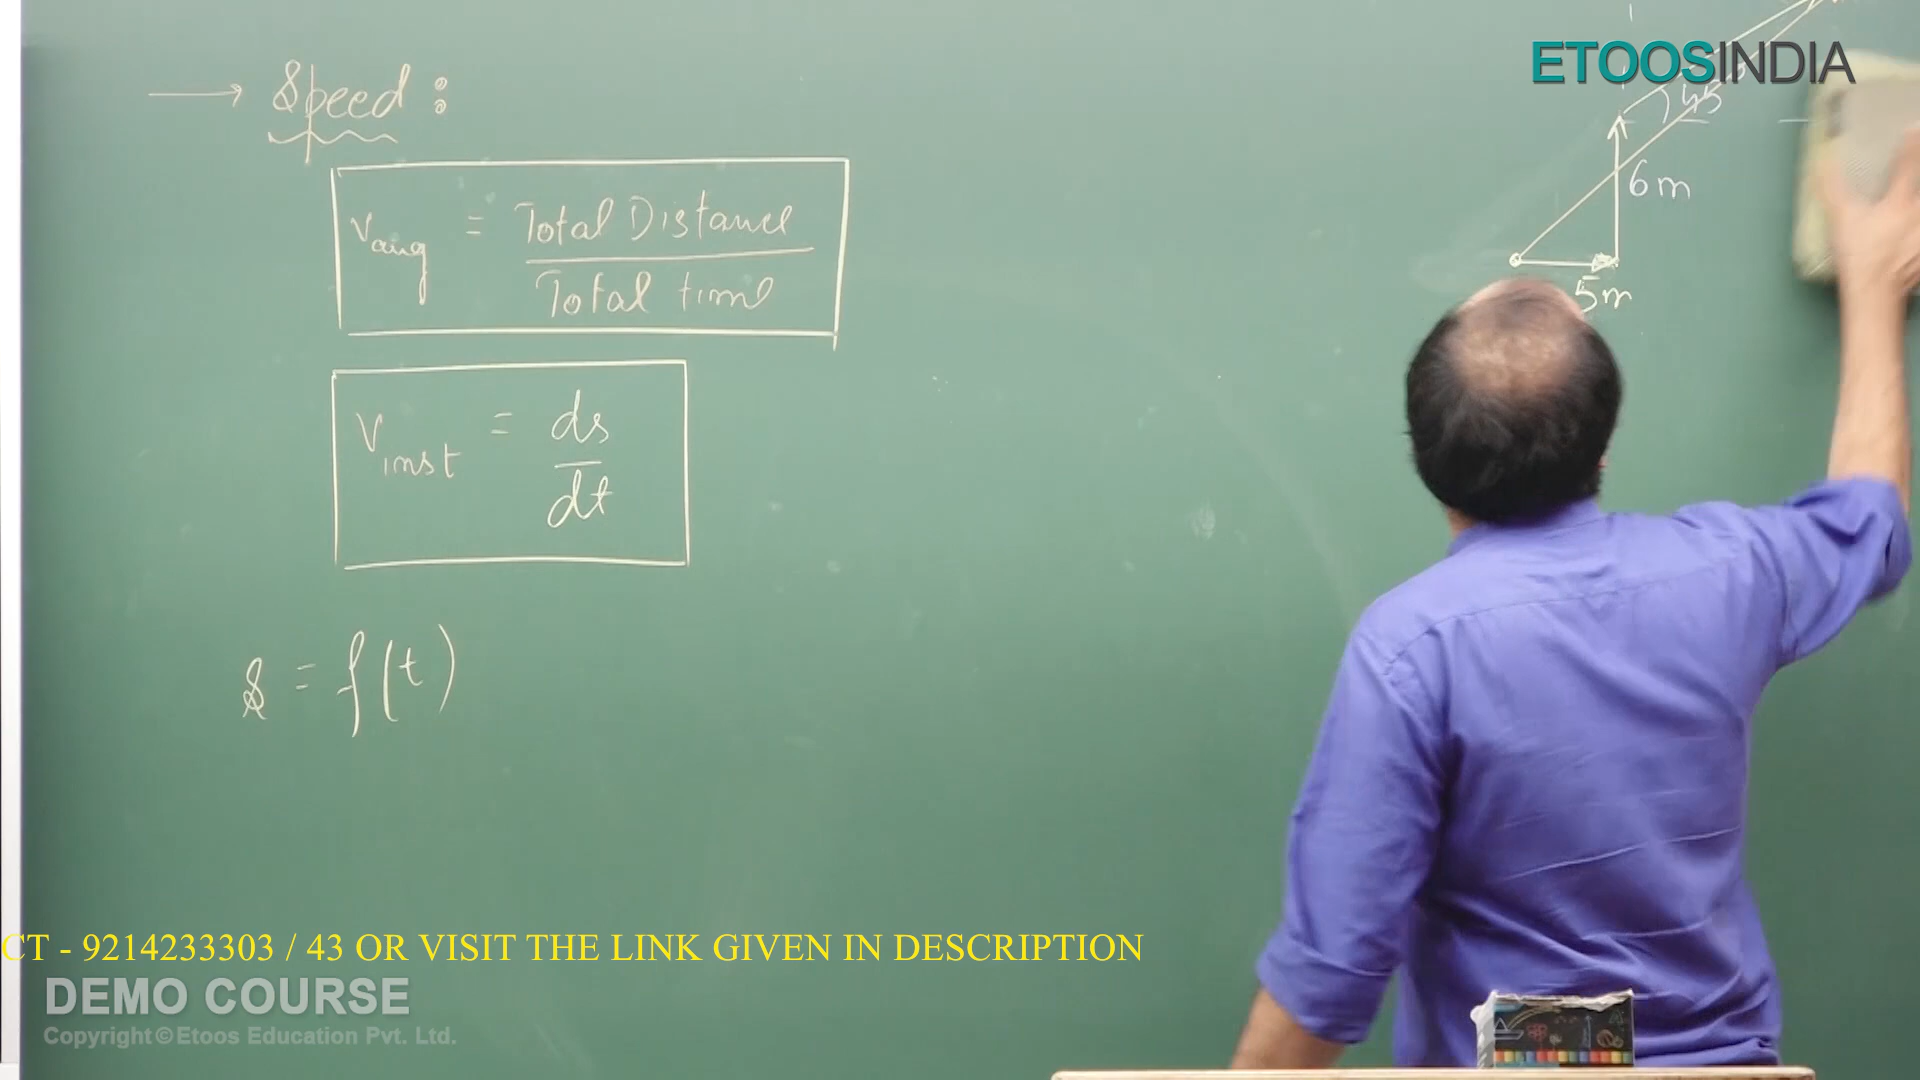 → Speed :
Vavg = Total Distance
Total time
Vinst = ds
dt
s = f(t)
ETOOSINDIA
45°
6m
5m
CT - 9214233303 / 43 OR VISIT THE LINK GIVEN IN DESCRIPTION
DEMO COURSE
Copyright © Etoos Education Pvt. Ltd.